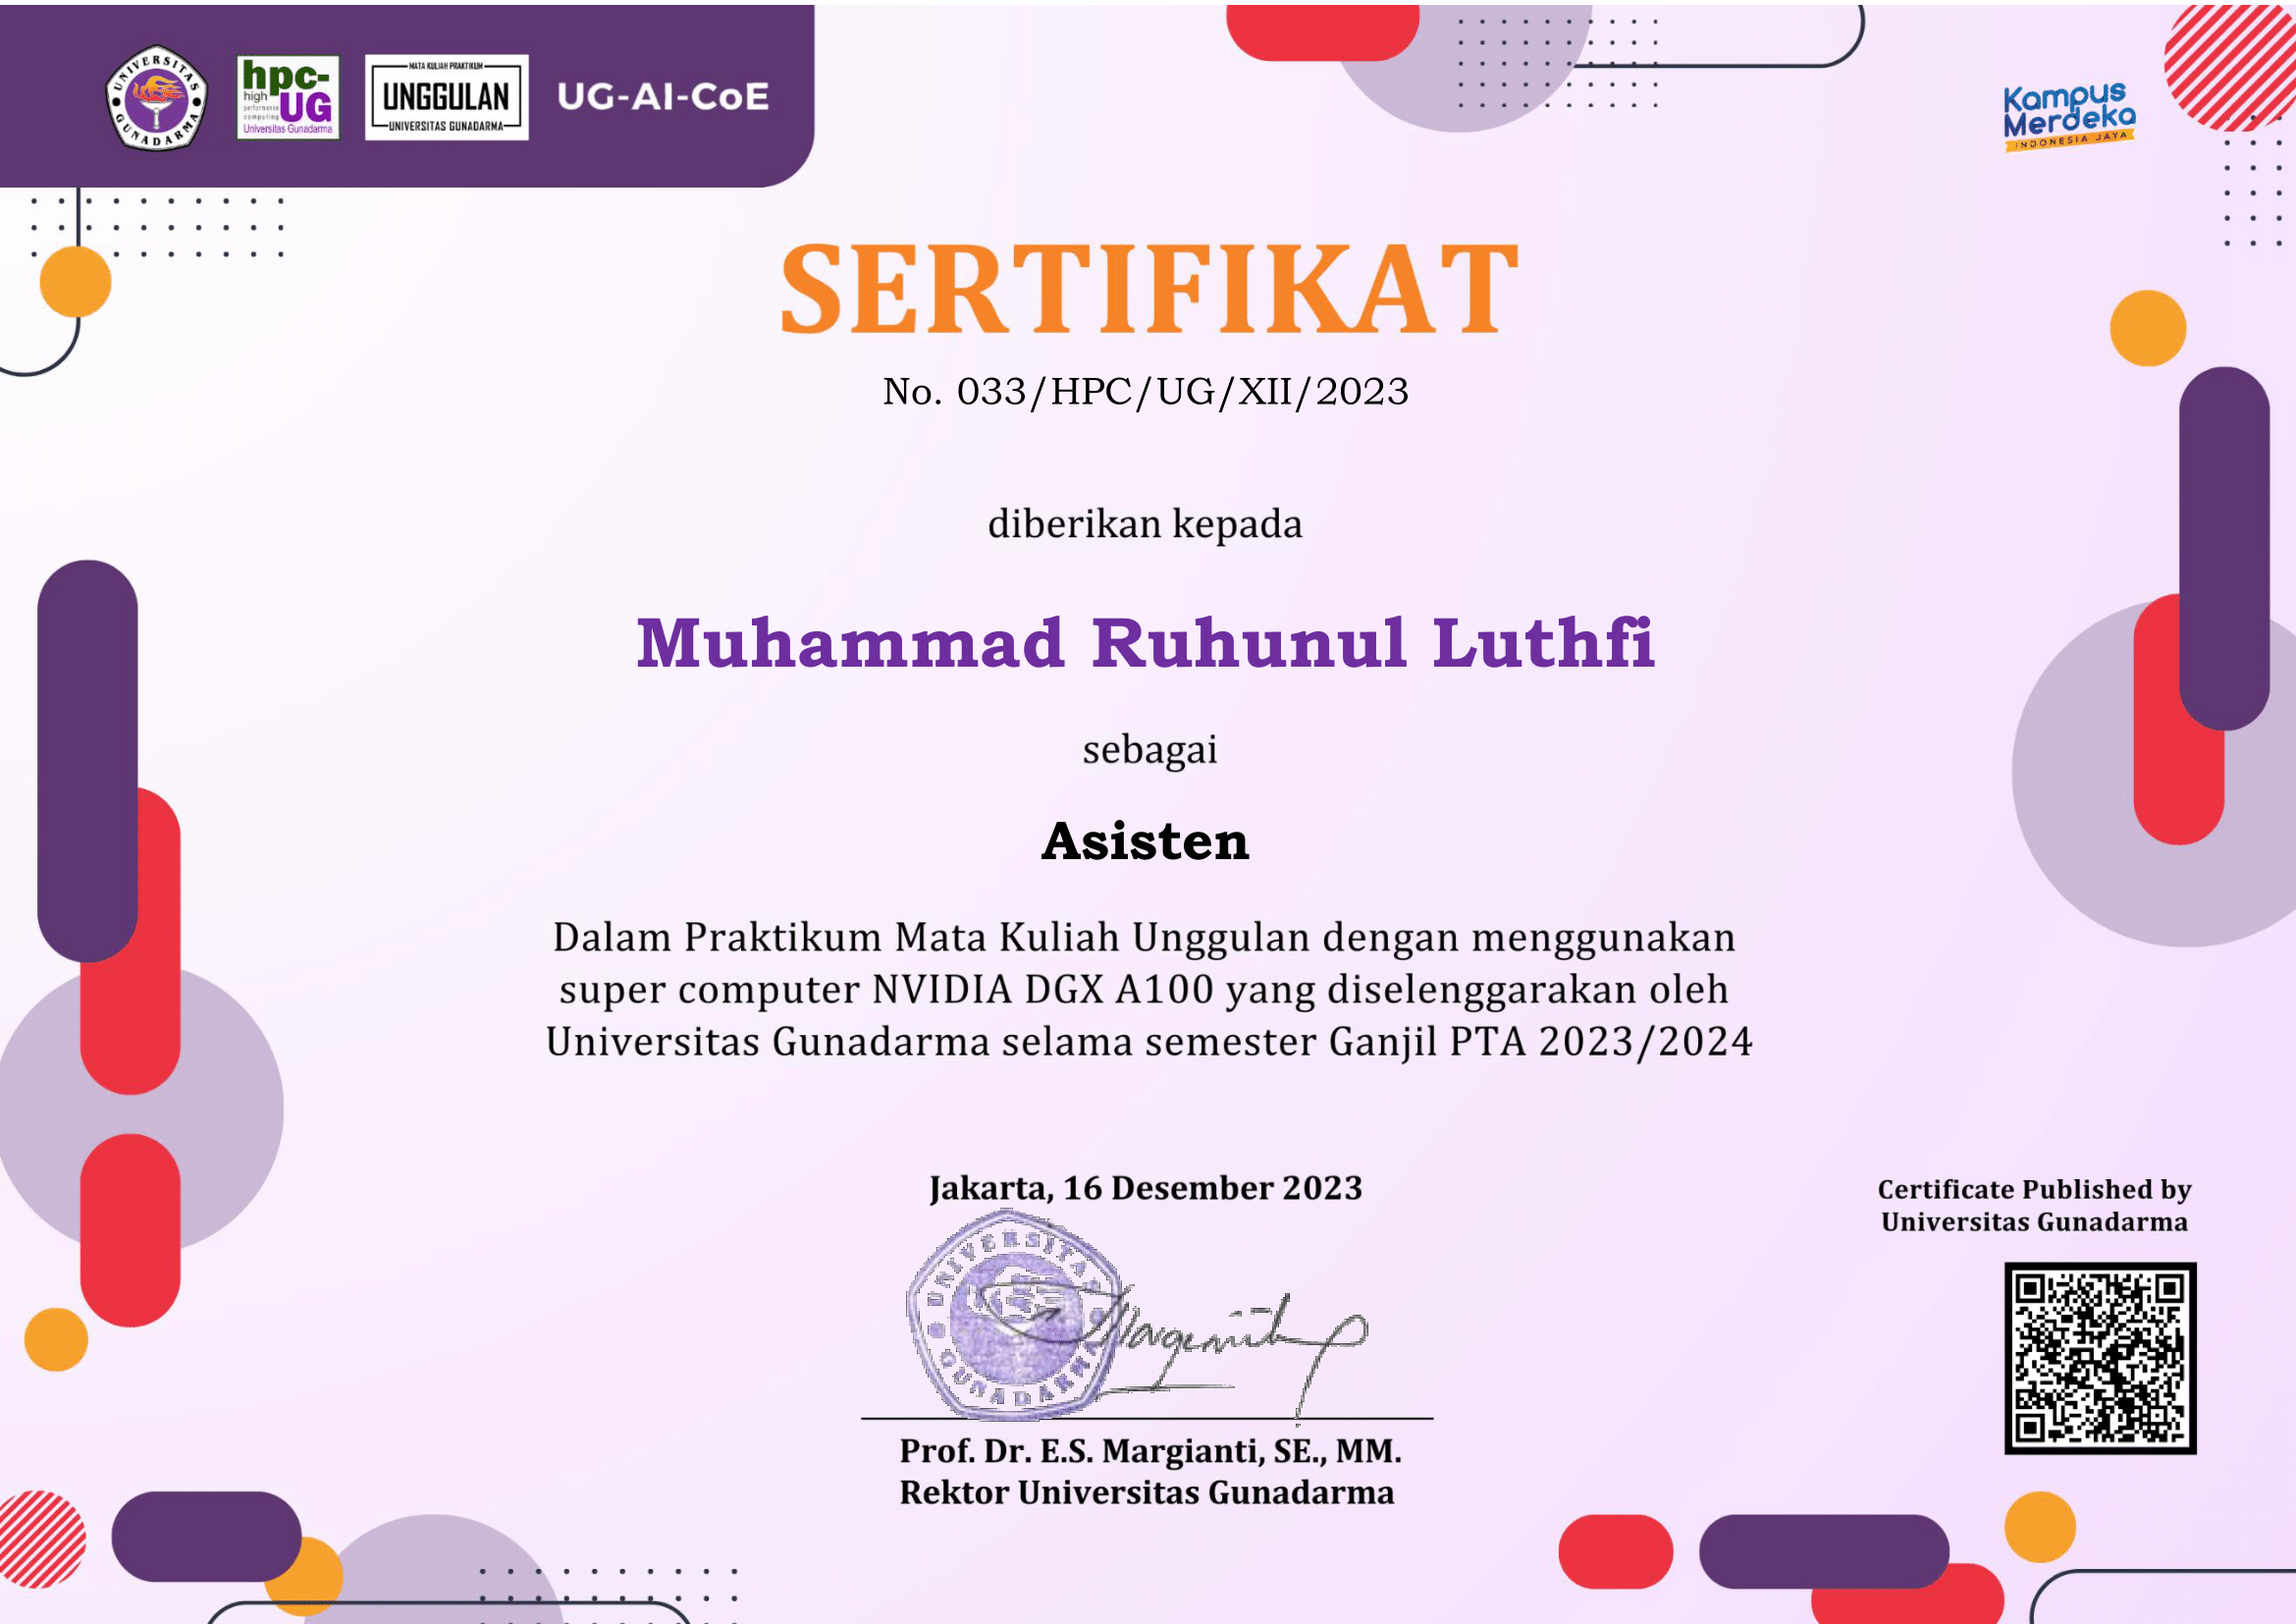 UNIVERSITAS GUNADARMA
hpc-UG
high performance computing
Universitas Gunadarma
MATA KULIAH PRAKTIKUM
UNGGULAN
UNIVERSITAS GUNADARMA
UG-AI-CoE
Kampus
Merdeka
INDONESIA JAYA
SERTIFIKAT
No. 033/HPC/UG/XII/2023
diberikan kepada
Muhammad Ruhunul Luthfi
sebagai
Asisten
Dalam Praktikum Mata Kuliah Unggulan dengan menggunakan
super computer NVIDIA DGX A100 yang diselenggarakan oleh
Universitas Gunadarma selama semester Ganjil PTA 2023/2024
Jakarta, 16 Desember 2023
UNIVERSITAS GUNADARMA
Prof. Dr. E.S. Margianti, SE., MM.
Rektor Universitas Gunadarma
Certificate Published by
Universitas Gunadarma